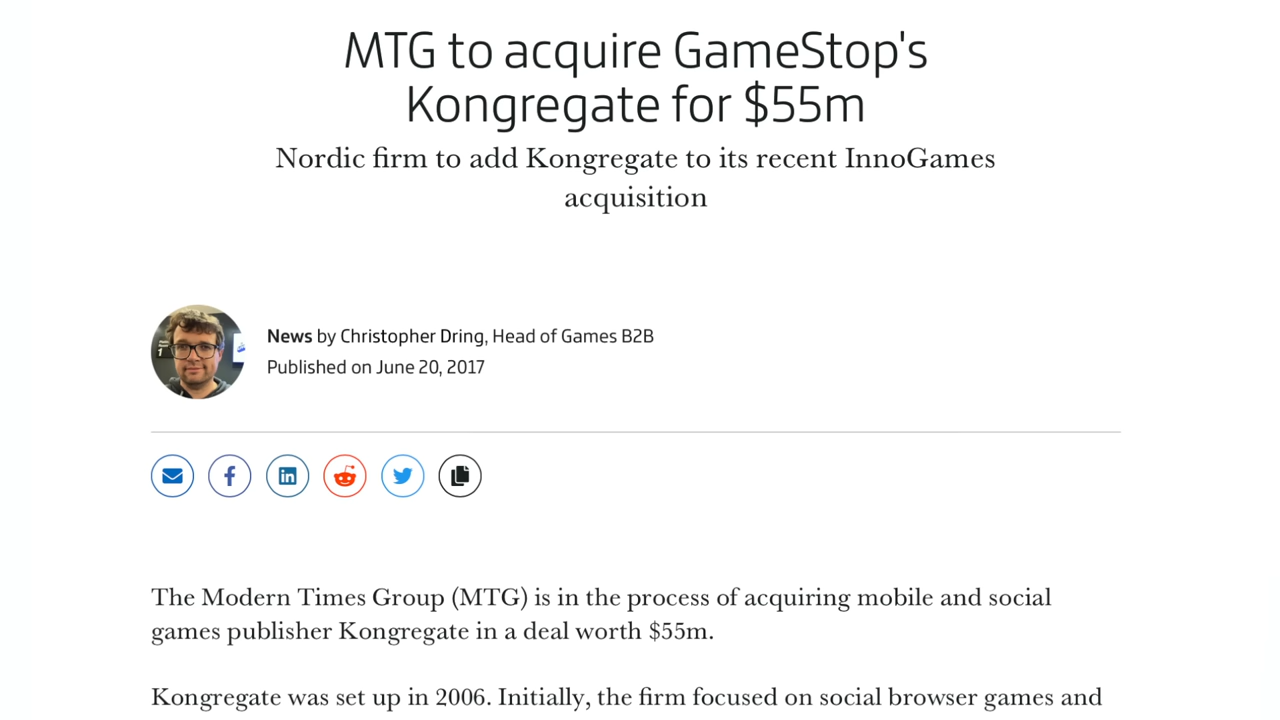 MTG to acquire GameStop's
Kongregate for $55m
Nordic firm to add Kongregate to its recent InnoGames
acquisition
News by Christopher Dring, Head of Games B2B
Published on June 20, 2017
The Modern Times Group (MTG) is in the process of acquiring mobile and social
games publisher Kongregate in a deal worth $55m.
Kongregate was set up in 2006. Initially, the firm focused on social browser games and